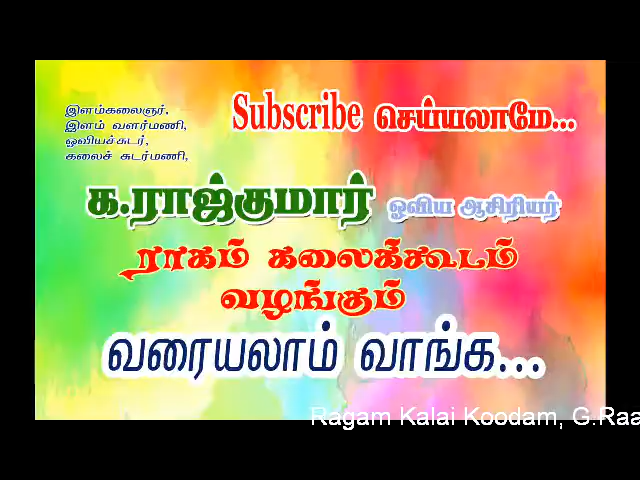 இளம்கலைஞர்,
இளம் வளர்மணி,
ஓவியச்சுடர்,
கலைச் சுடர்மணி,
Subscribe செய்யலாமே...
க.ராஜ்குமார் ஓவிய ஆசிரியர்
ராகம் கலைக்கூடம்
வழங்கும்
வரையலாம் வாங்க...
Ragam Kalai Koodam, G.Raa